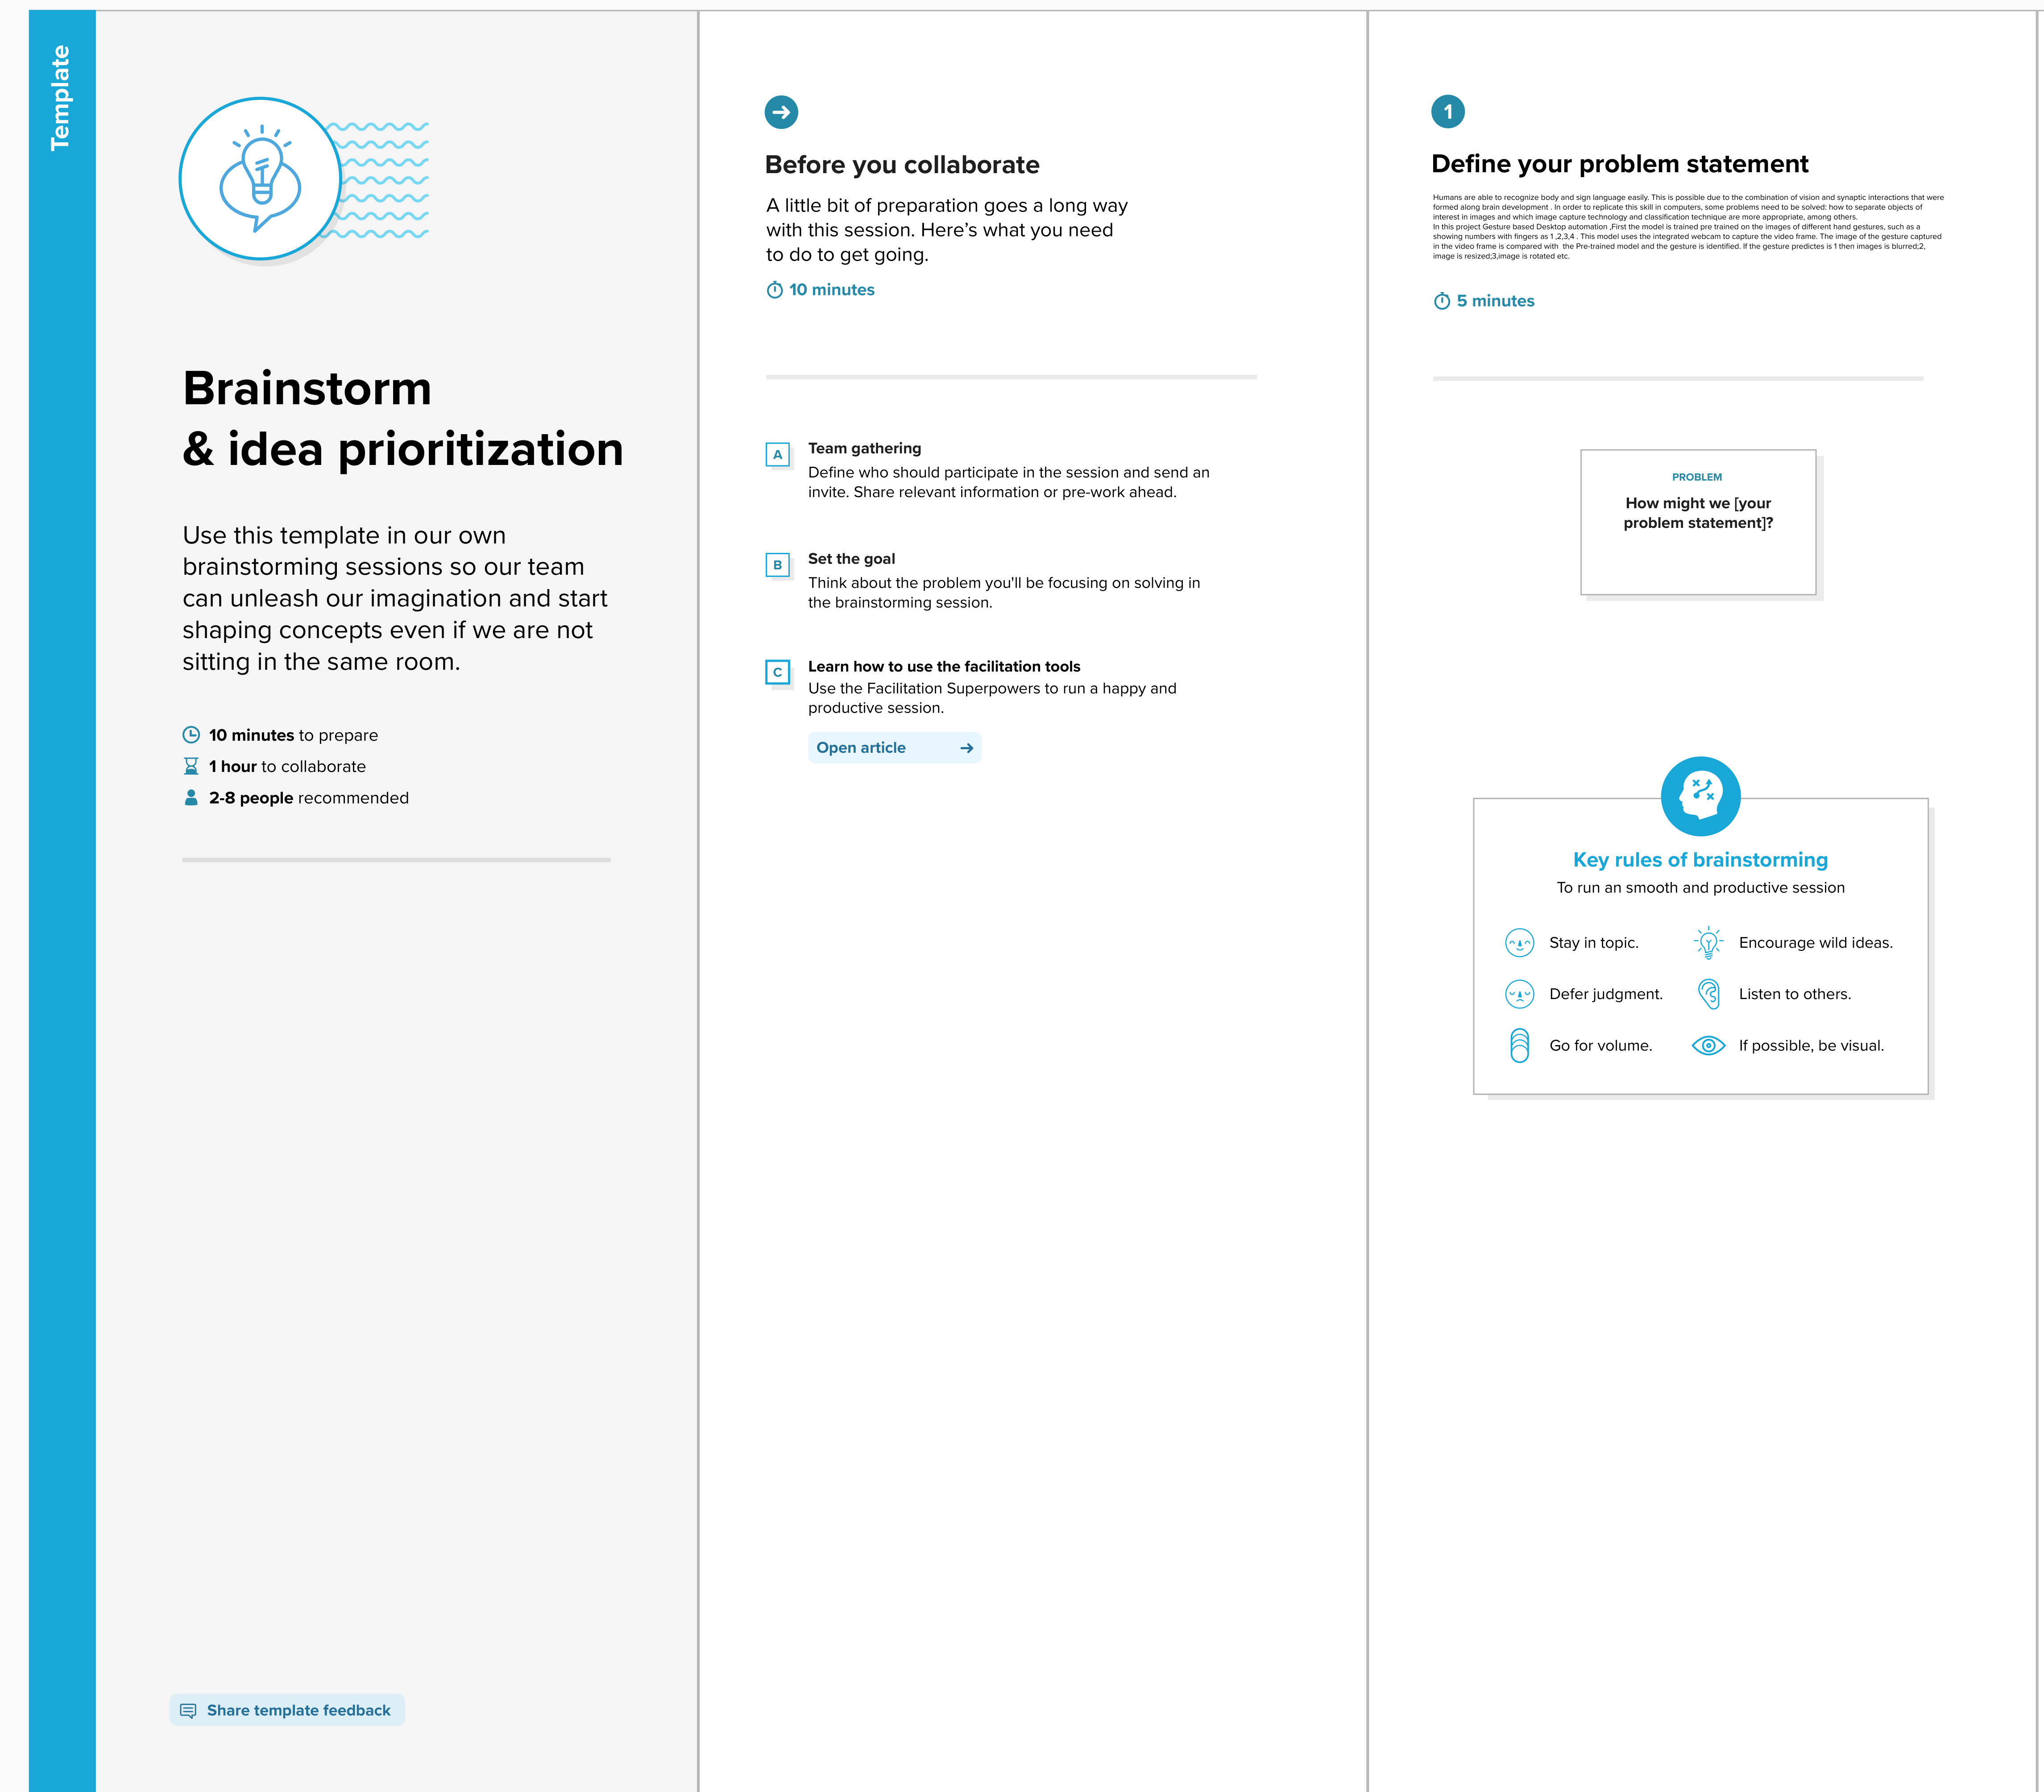 Template
Brainstorm
& idea prioritization
Use this template in our own
brainstorming sessions so our team
can unleash our imagination and start
shaping concepts even if we are not
sitting in the same room.
10 minutes to prepare
1 hour to collaborate
2-8 people recommended
Share template feedback
Before you collaborate
A little bit of preparation goes a long way
with this session. Here’s what you need
to do to get going.
10 minutes
A
Team gathering
Define who should participate in the session and send an
invite. Share relevant information or pre-work ahead.
B
Set the goal
Think about the problem you'll be focusing on solving in
the brainstorming session.
C
Learn how to use the facilitation tools
Use the Facilitation Superpowers to run a happy and
productive session.
Open article
1
Define your problem statement
Humans are able to recognize body and sign language easily. This is possible due to the combination of vision and synaptic interactions that were
formed along brain development . In order to replicate this skill in computers, some problems need to be solved: how to separate objects of
interest in images and which image capture technology and classification technique are more appropriate, among others.
In this project Gesture based Desktop automation ,First the model is trained pre trained on the images of different hand gestures, such as a
showing numbers with fingers as 1 ,2,3,4 . This model uses the integrated webcam to capture the video frame. The image of the gesture captured
in the video frame is compared with  the Pre-trained model and the gesture is identified. If the gesture predictes is 1 then images is blurred;2,
image is resized;3,image is rotated etc.
5 minutes
PROBLEM
How might we [your
problem statement]?
Key rules of brainstorming
To run an smooth and productive session
Stay in topic.
Encourage wild ideas.
Defer judgment.
Listen to others.
Go for volume.
If possible, be visual.